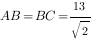 AB = BC = 13/√2